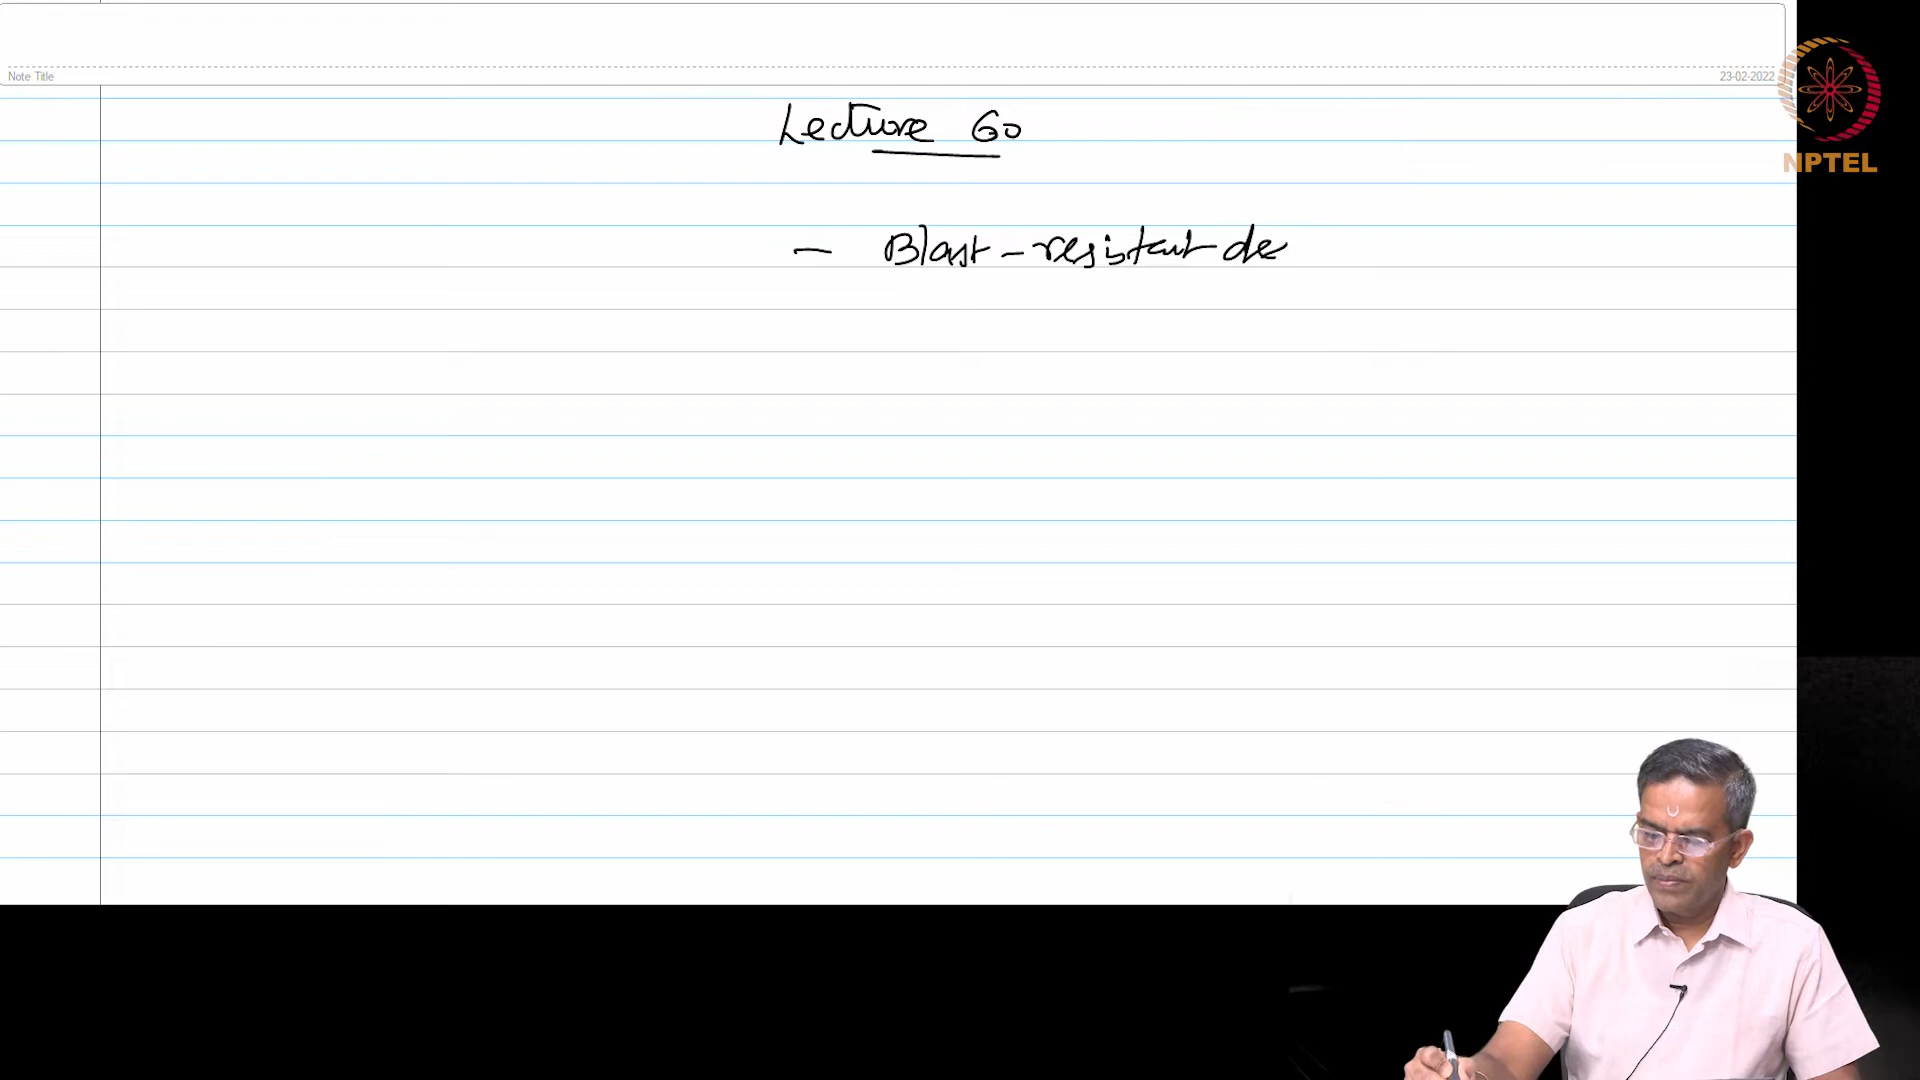 Note Title
23-02-2022
NPTEL
Lecture 60
- Blast-resistant de